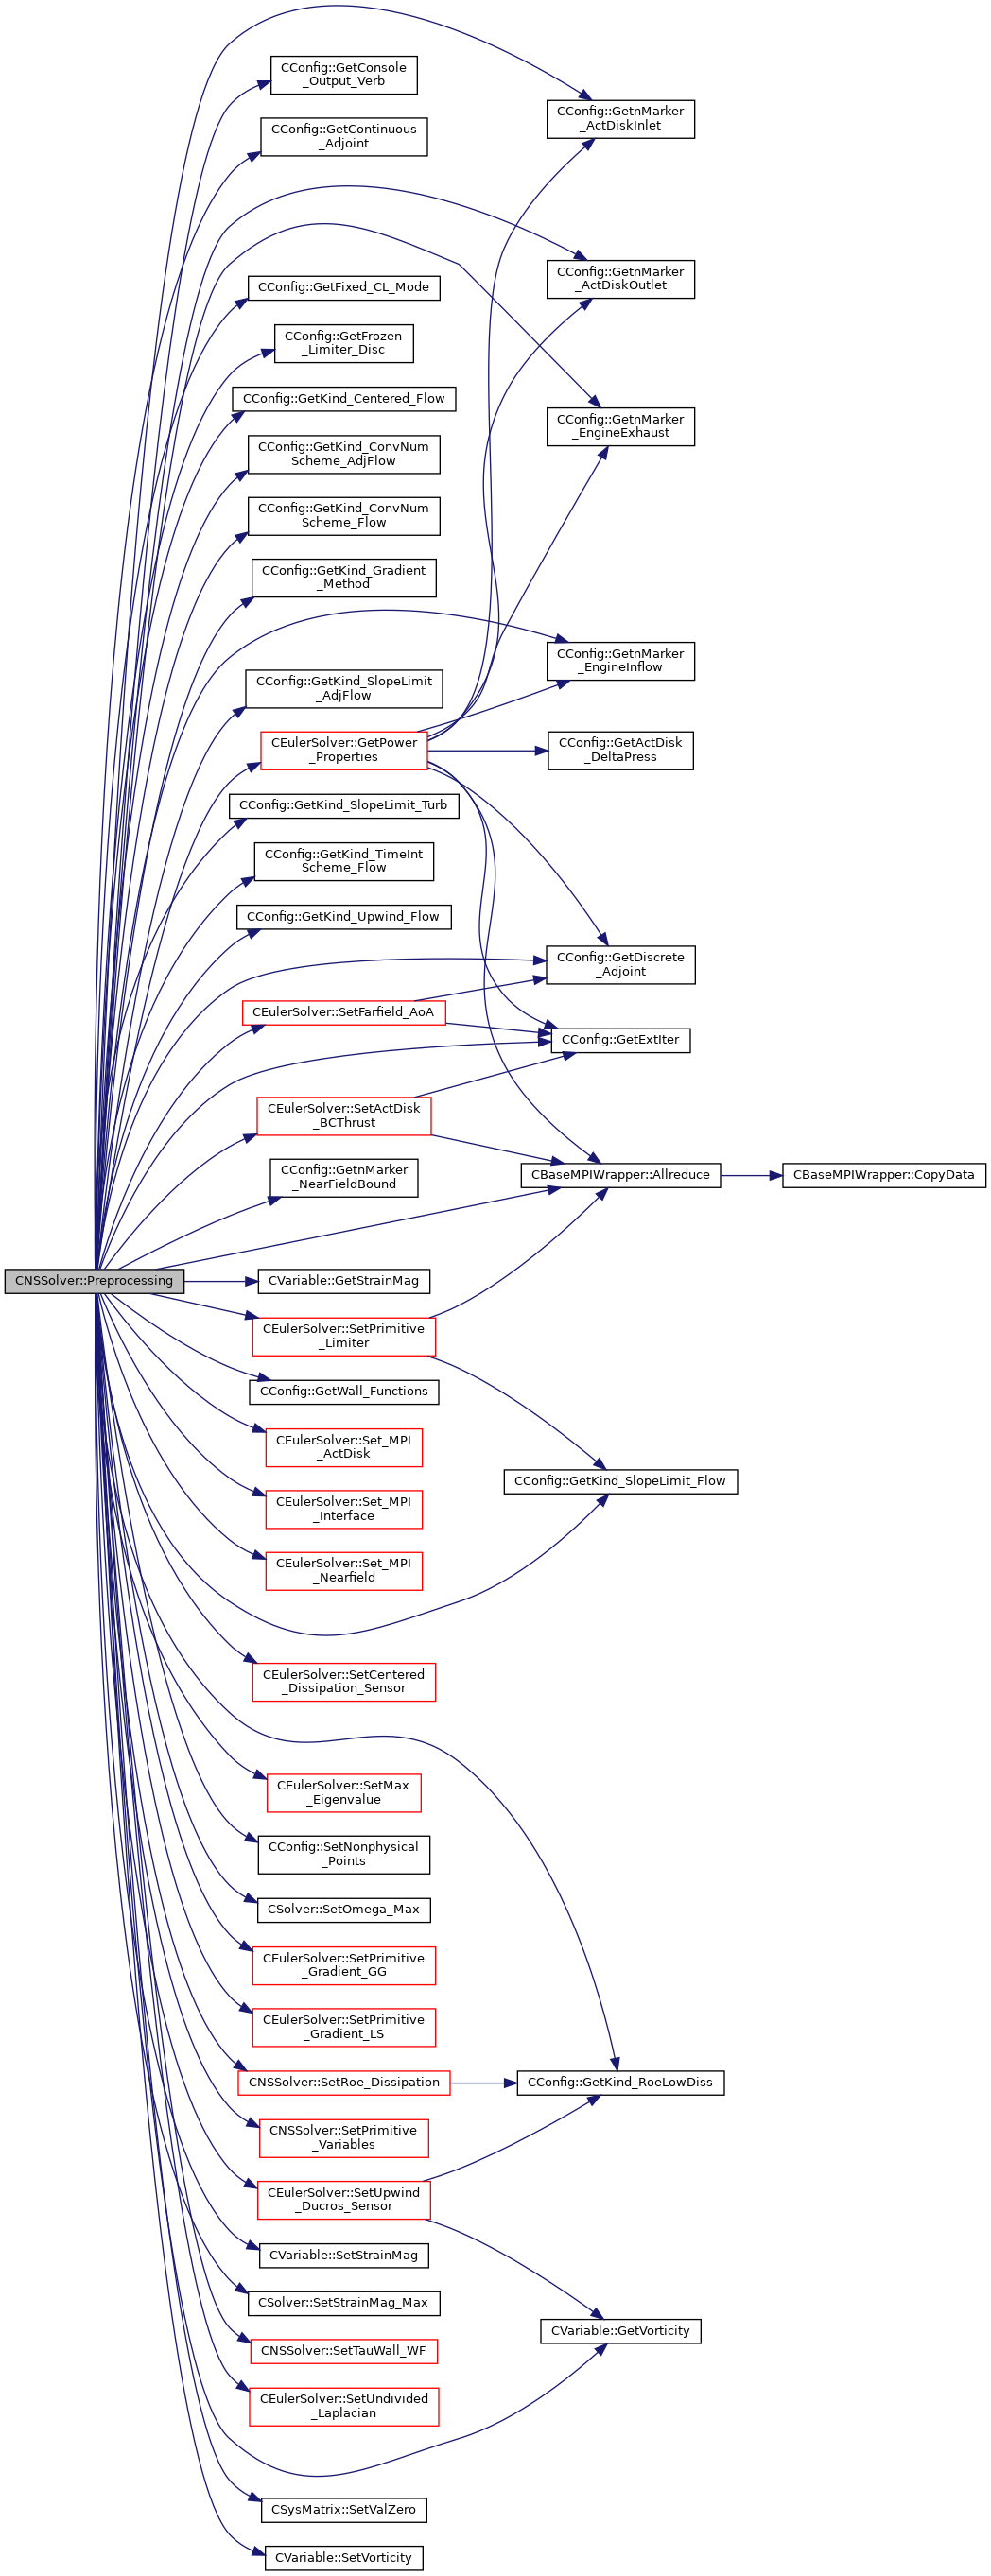 CConfig::GetConsole
_Output_Verb
CConfig::GetnMarker
_ActDiskInlet
CConfig::GetContinuous
_Adjoint
CConfig::GetnMarker
_ActDiskOutlet
CConfig::GetFixed_CL_Mode
CConfig::GetFrozen
_Limiter_Disc
CConfig::GetKind_Centered_Flow
CConfig::GetnMarker
_EngineExhaust
CConfig::GetKind_ConvNum
Scheme_AdjFlow
CConfig::GetKind_ConvNum
Scheme_Flow
CConfig::GetKind_Gradient
_Method
CConfig::GetnMarker
_EngineInflow
CConfig::GetKind_SlopeLimit
_AdjFlow
CEulerSolver::GetPower
_Properties
CConfig::GetActDisk
_DeltaPress
CConfig::GetKind_SlopeLimit_Turb
CConfig::GetKind_TimeInt
Scheme_Flow
CConfig::GetKind_Upwind_Flow
CConfig::GetDiscrete
_Adjoint
CEulerSolver::SetFarfield_AoA
CConfig::GetExtIter
CEulerSolver::SetActDisk
_BCThrust
CConfig::GetnMarker
_NearFieldBound
CBaseMPIWrapper::Allreduce
CBaseMPIWrapper::CopyData
CNSSolver::Preprocessing
CVariable::GetStrainMag
CEulerSolver::SetPrimitive
_Limiter
CConfig::GetWall_Functions
CEulerSolver::Set_MPI
_ActDisk
CConfig::GetKind_SlopeLimit_Flow
CEulerSolver::Set_MPI
_Interface
CEulerSolver::Set_MPI
_Nearfield
CEulerSolver::SetCentered
_Dissipation_Sensor
CEulerSolver::SetMax
_Eigenvalue
CConfig::SetNonphysical
_Points
CSolver::SetOmega_Max
CEulerSolver::SetPrimitive
_Gradient_GG
CEulerSolver::SetPrimitive
_Gradient_LS
CNSSolver::SetRoe_Dissipation
CConfig::GetKind_RoeLowDiss
CNSSolver::SetPrimitive
_Variables
CEulerSolver::SetUpwind
_Ducros_Sensor
CVariable::SetStrainMag
CSolver::SetStrainMag_Max
CVariable::GetVorticity
CNSSolver::SetTauWall_WF
CEulerSolver::SetUndivided
_Laplacian
CSysMatrix::SetValZero
CVariable::SetVorticity